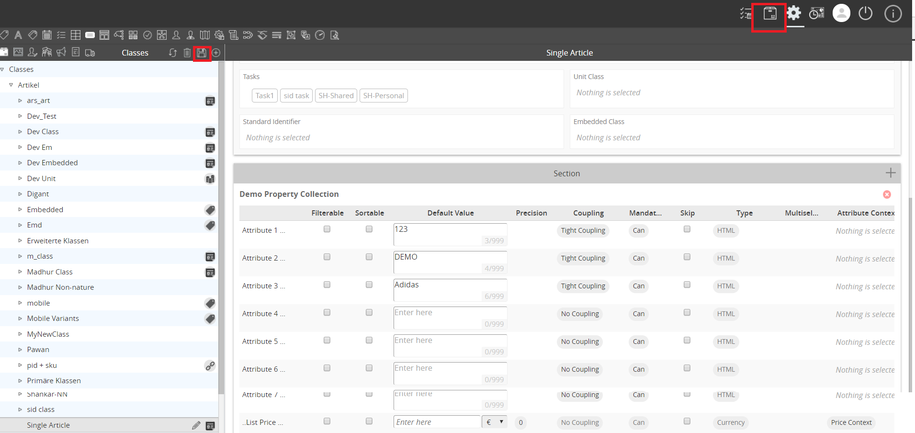 Classes
Single Article
Classes
Artikel
ars_art
Dev_Test
Dev Class
Dev Em
Dev Embedded
Dev Unit
Digant
Embedded
Emd
Erweiterte Klassen
m_class
Madhur Class
Madhur Non-nature
mobile
Mobile Variants
MyNewClass
Pawan
pid + sku
Primäre Klassen
Shankar-NN
sid class
Single Article
Tasks
Task1 sid task SH-Shared SH-Personal
Unit Class
Nothing is selected
Standard Identifier
Nothing is selected
Embedded Class
Nothing is selected
Section
Demo Property Collection
Filterable Sortable Default Value Precision Coupling Mandat... Skip Type Multisel... Attribute Contex
Attribute 1 ... 123 3/999 Tight Coupling Can HTML Nothing is selecte
Attribute 2 ... DEMO 4/999 Tight Coupling Can HTML Nothing is selecte
Attribute 3 ... Adidas 6/999 Tight Coupling Can HTML Nothing is selecte
Attribute 4 ... Enter here 0/999 No Coupling Can HTML Nothing is selecte
Attribute 5 ... Enter here 0/999 No Coupling Can HTML Nothing is selecte
Attribute 6 ... Enter here 0/999 No Coupling Can HTML Nothing is selecte
Attribute 7 ... Enter here 0/999 No Coupling Can HTML Nothing is selecte
..List Price ... Enter here € 0 No Coupling Can Currency Price Context